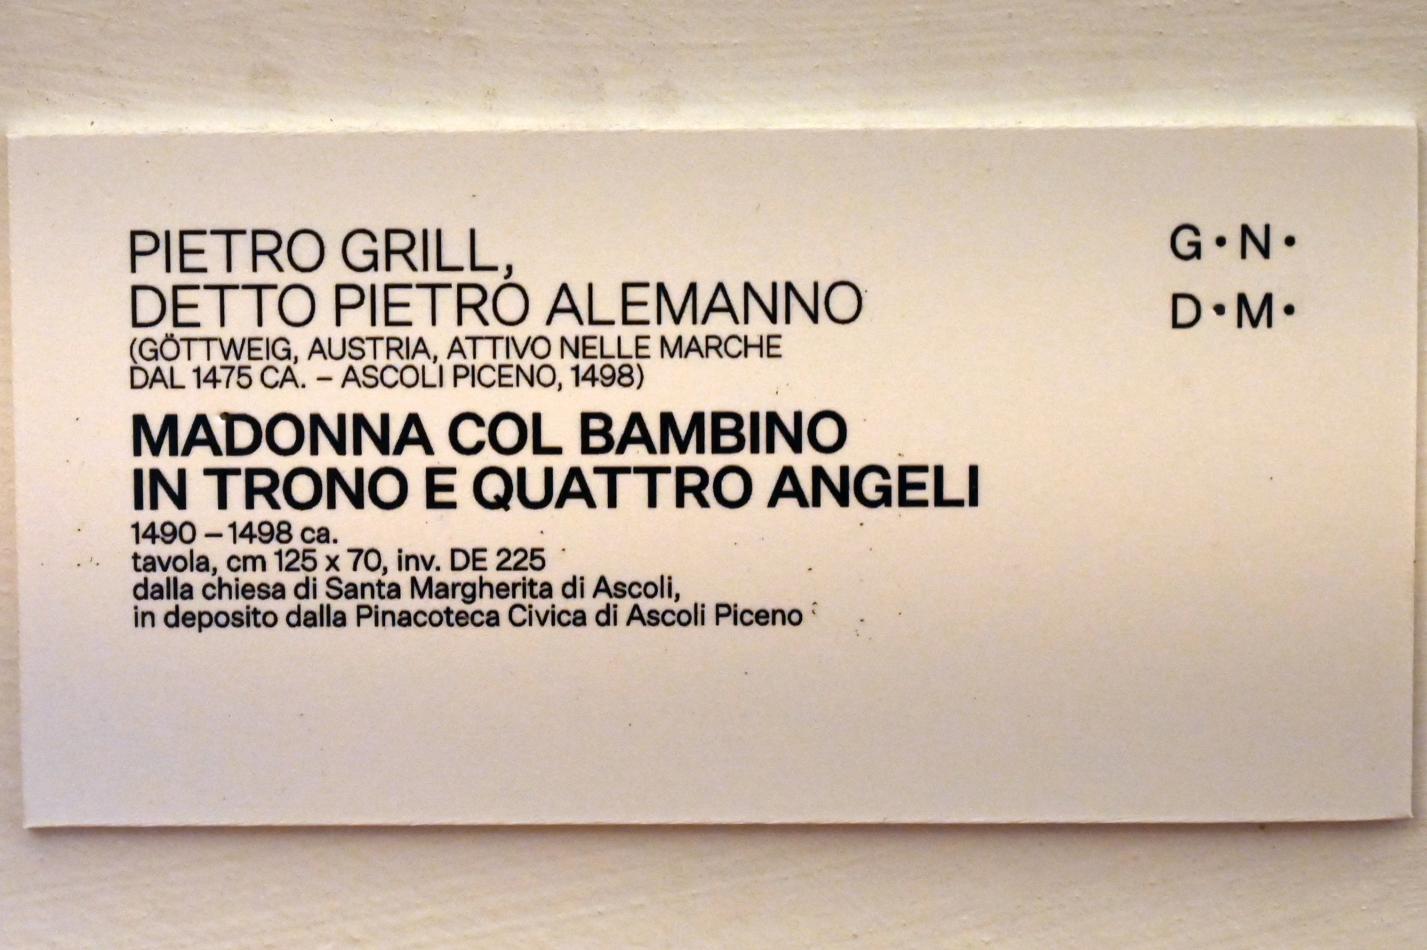 PIETRO GRILL,
DETTO PIETRO ALEMANNO
(GÖTTWEIG, AUSTRIA, ATTIVO NELLE MARCHE
DAL 1475 CA. – ASCOLI PICENO, 1498)
MADONNA COL BAMBINO
IN TRONO E QUATTRO ANGELI
1490 – 1498 ca.
tavola, cm 125 x 70, inv. DE 225
dalla chiesa di Santa Margherita di Ascoli,
in deposito dalla Pinacoteca Civica di Ascoli Piceno
G•N•
D•M•